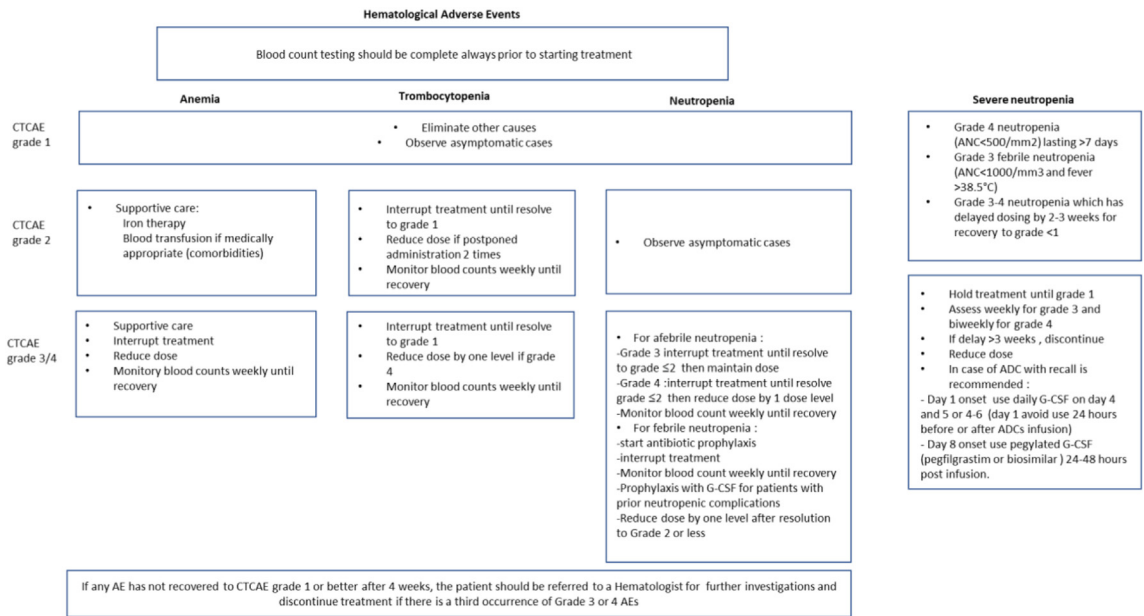 Hematological Adverse Events
Blood count testing should be complete always prior to starting treatment
Anemia
Trombocytopenia
Neutropenia
CTCAE
grade 1
• Eliminate other causes
• Observe asymptomatic cases
CTCAE
grade 2
• Supportive care:
Iron therapy
Blood transfusion if medically
appropriate (comorbidities)
• Interrupt treatment until resolve
to grade 1
• Reduce dose if postponed
administration 2 times
• Monitor blood counts weekly until
recovery
• Observe asymptomatic cases
CTCAE
grade 3/4
• Supportive care
• Interrupt treatment
• Reduce dose
• Monitory blood counts weekly until
recovery
• Interrupt treatment until resolve
to grade 1
• Reduce dose by one level if grade
4
• Monitor blood counts weekly until
recovery
• For afebrile neutropenia :
-Grade 3 interrupt treatment until resolve
to grade ≤2 then maintain dose
-Grade 4 :interrupt treatment until resolve
grade ≤2 then reduce dose by 1 dose level
-Monitor blood count weekly until recovery
• For febrile neutropenia :
-start antibiotic prophylaxis
-interrupt treatment
-Monitor blood count weekly until recovery
-Prophylaxis with G-CSF for patients with
prior neutropenic complications
-Reduce dose by one level after resolution
to Grade 2 or less
Severe neutropenia
• Grade 4 neutropenia
(ANC<500/mm2) lasting >7 days
• Grade 3 febrile neutropenia
(ANC<1000/mm3 and fever
>38.5°C)
• Grade 3-4 neutropenia which has
delayed dosing by 2-3 weeks for
recovery to grade <1
• Hold treatment until grade 1
• Assess weekly for grade 3 and
biweekly for grade 4
• If delay >3 weeks , discontinue
• Reduce dose
• In case of ADC with recall is
recommended :
- Day 1 onset use daily G-CSF on day 4
and 5 or 4-6 (day 1 avoid use 24 hours
before or after ADCs infusion)
- Day 8 onset use pegylated G-CSF
(pegfilgrastim or biosimilar ) 24-48 hours
post infusion.
If any AE has not recovered to CTCAE grade 1 or better after 4 weeks, the patient should be referred to a Hematologist for further investigations and
discontinue treatment if there is a third occurrence of Grade 3 or 4 AEs